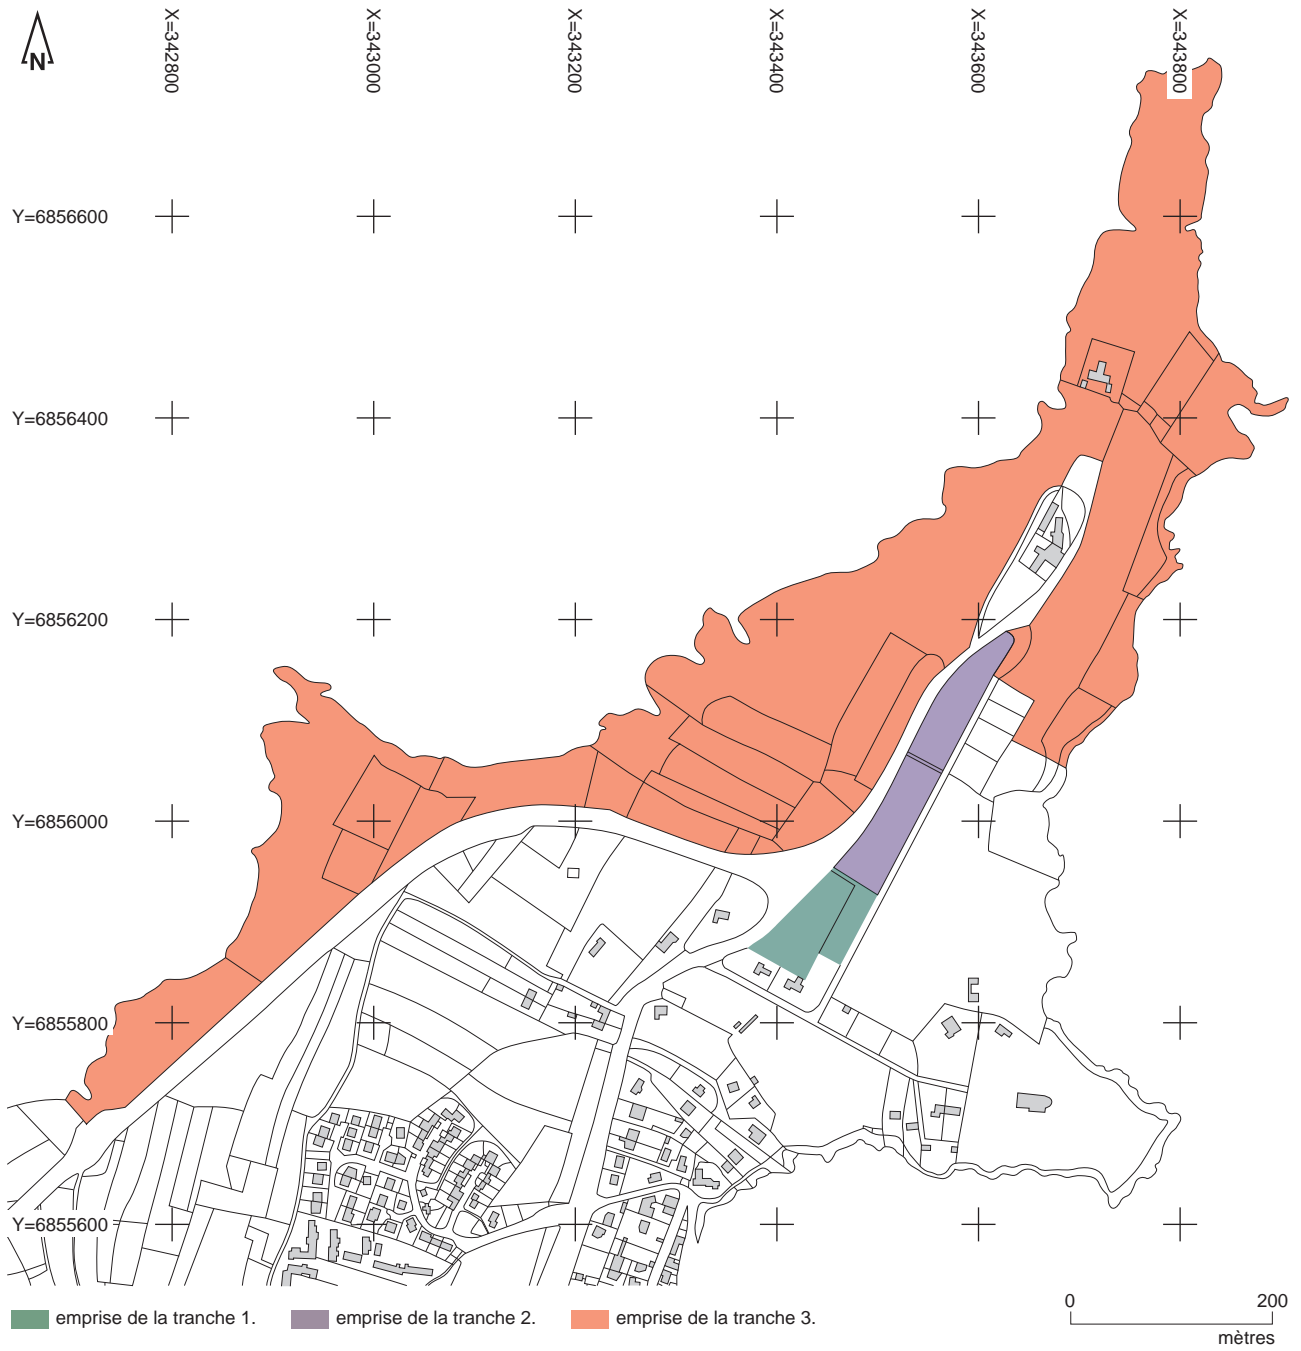 N
X=342800
X=343000
X=343200
X=343400
X=343600
X=343800
Y=6856600
Y=6856400
Y=6856200
Y=6856000
Y=6855800
Y=6855600
emprise de la tranche 1.
emprise de la tranche 2.
emprise de la tranche 3.
0 200
mètres